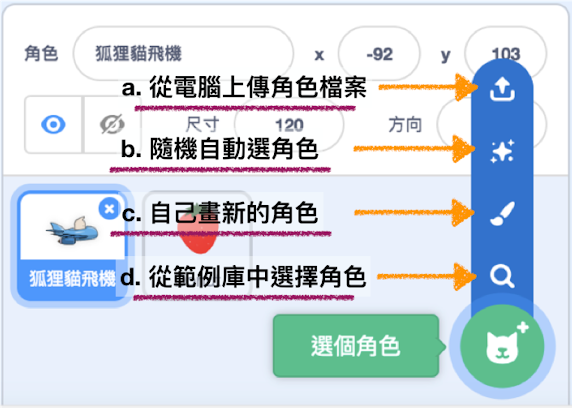 角色 狐狸貓飛機 x -92 y 103
a. 從電腦上傳角色檔案
尺寸 120 方向
b. 隨機自動選角色
c. 自己畫新的角色
狐狸貓飛機
d. 從範例庫中選擇角色
選個角色